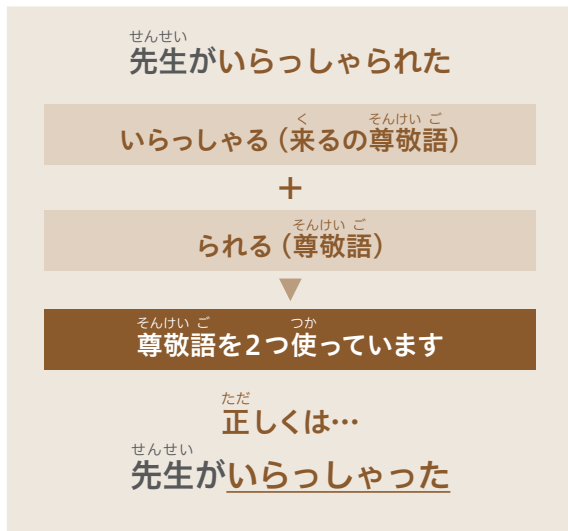 せんせい
先生がいらっしゃられた
く そんけい ご
いらっしゃる（来るの尊敬語）
＋
そんけい ご
られる（尊敬語）
そんけい ご つか
尊敬語を2つ使っています
ただ
正しくは…
せんせい
先生がいらっしゃった